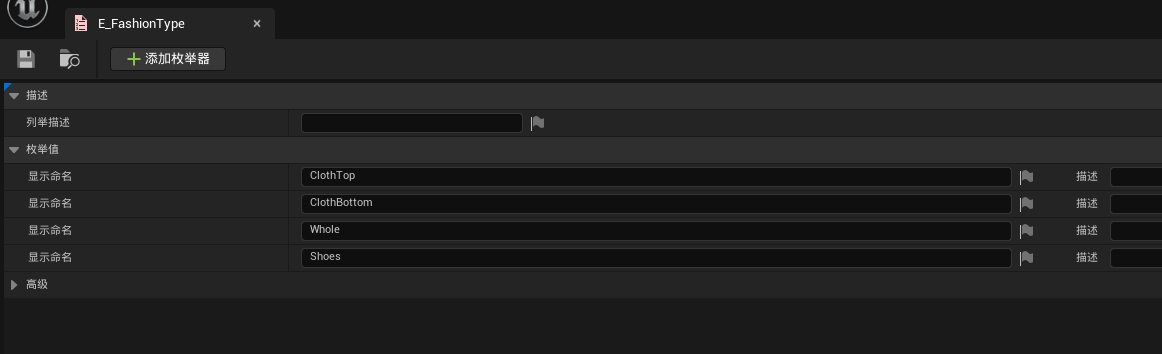 E_FashionType
添加枚举器
描述
列举描述
枚举值
显示命名 ClothTop 描述
显示命名 ClothBottom 描述
显示命名 Whole 描述
显示命名 Shoes 描述
高级